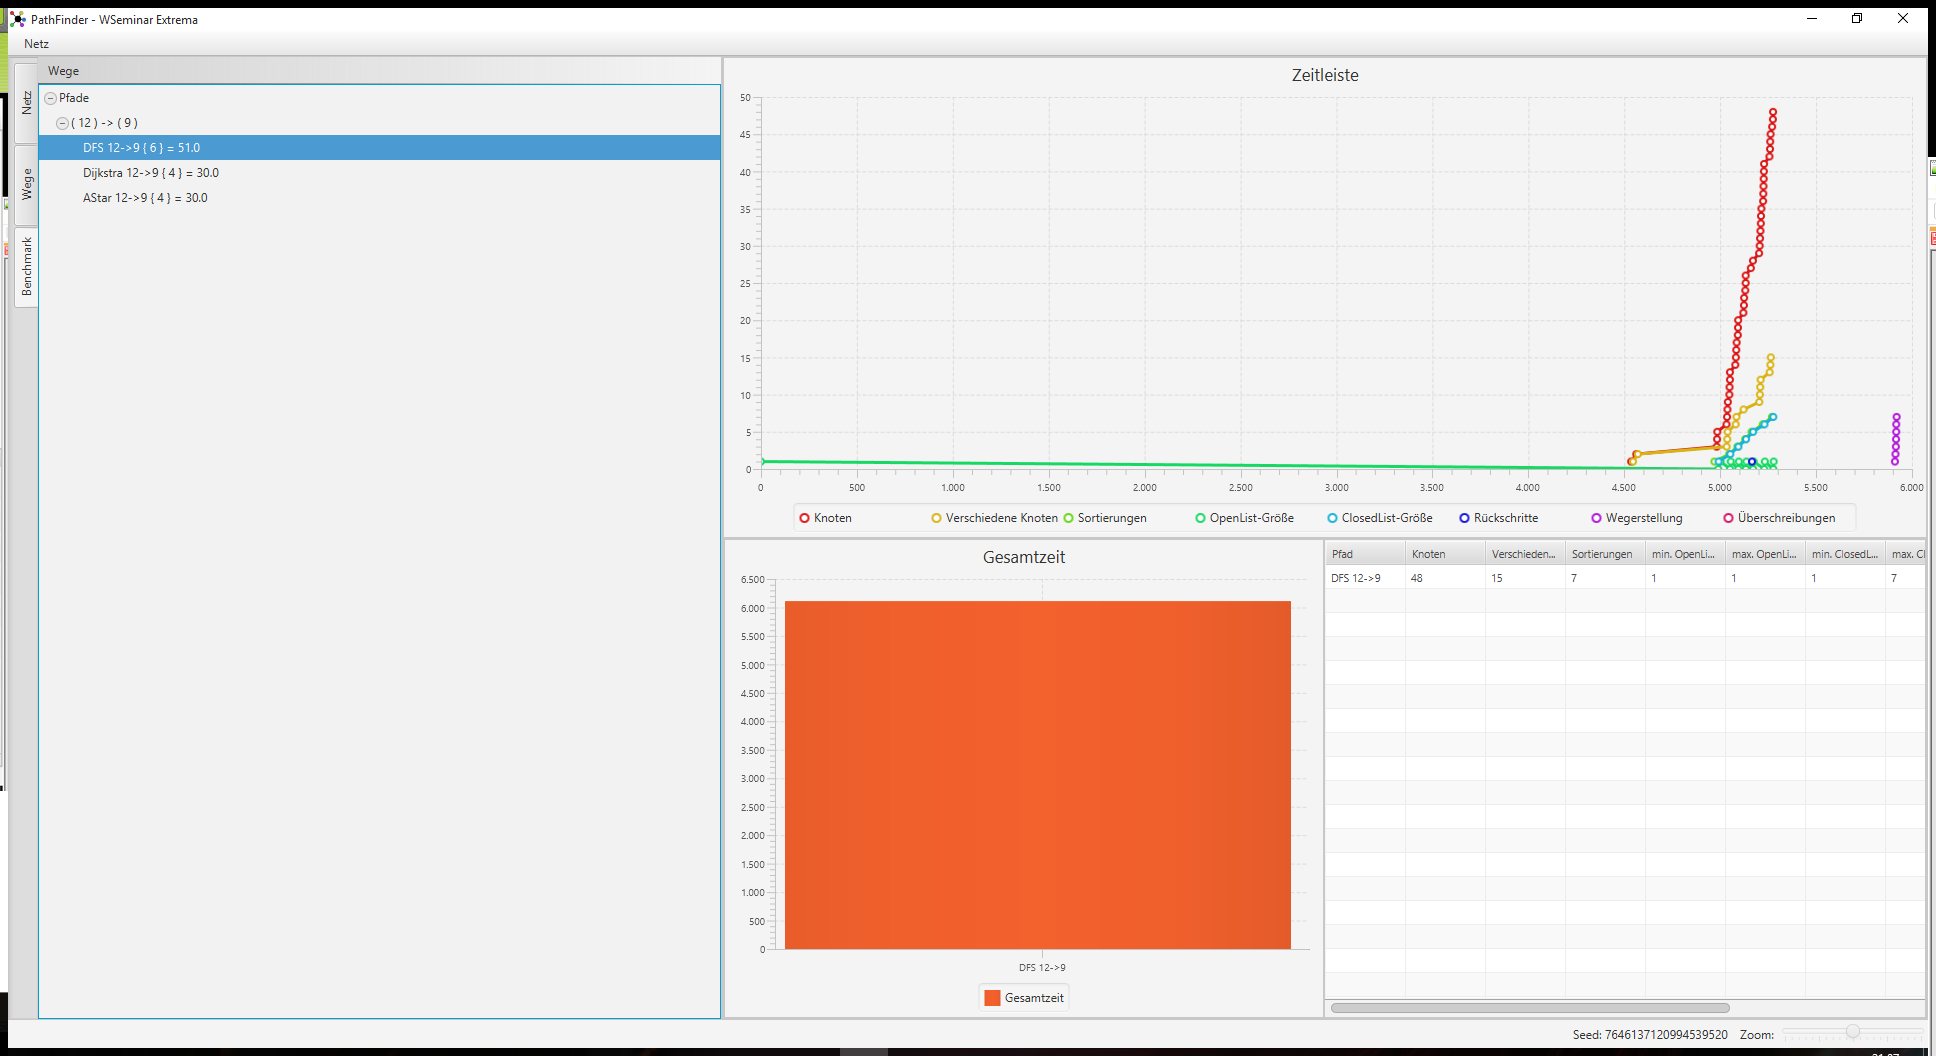 PathFinder - WSeminar Extrema
Netz
Netz
Wege
Benchmark
Wege
Pfade
( 12 ) -> ( 9 )
DFS 12->9 { 6 } = 51.0
Dijkstra 12->9 { 4 } = 30.0
AStar 12->9 { 4 } = 30.0
Zeitleiste
50
45
40
35
30
25
20
15
10
5
0
0 500 1.000 1.500 2.000 2.500 3.000 3.500 4.000 4.500 5.000 5.500 6.000
Knoten Verschiedene Knoten Sortierungen OpenList-Größe ClosedList-Größe Rückschritte Wegerstellung Überschreibungen
Gesamtzeit
6.500
6.000
5.500
5.000
4.500
4.000
3.500
3.000
2.500
2.000
1.500
1.000
500
0
DFS 12->9
Gesamtzeit
Pfad Knoten Verschieden... Sortierungen min. OpenLi... max. OpenLi... min. ClosedL... max. Cl
DFS 12->9 48 15 7 1 1 1 7
Seed: 7646137120994539520 Zoom: